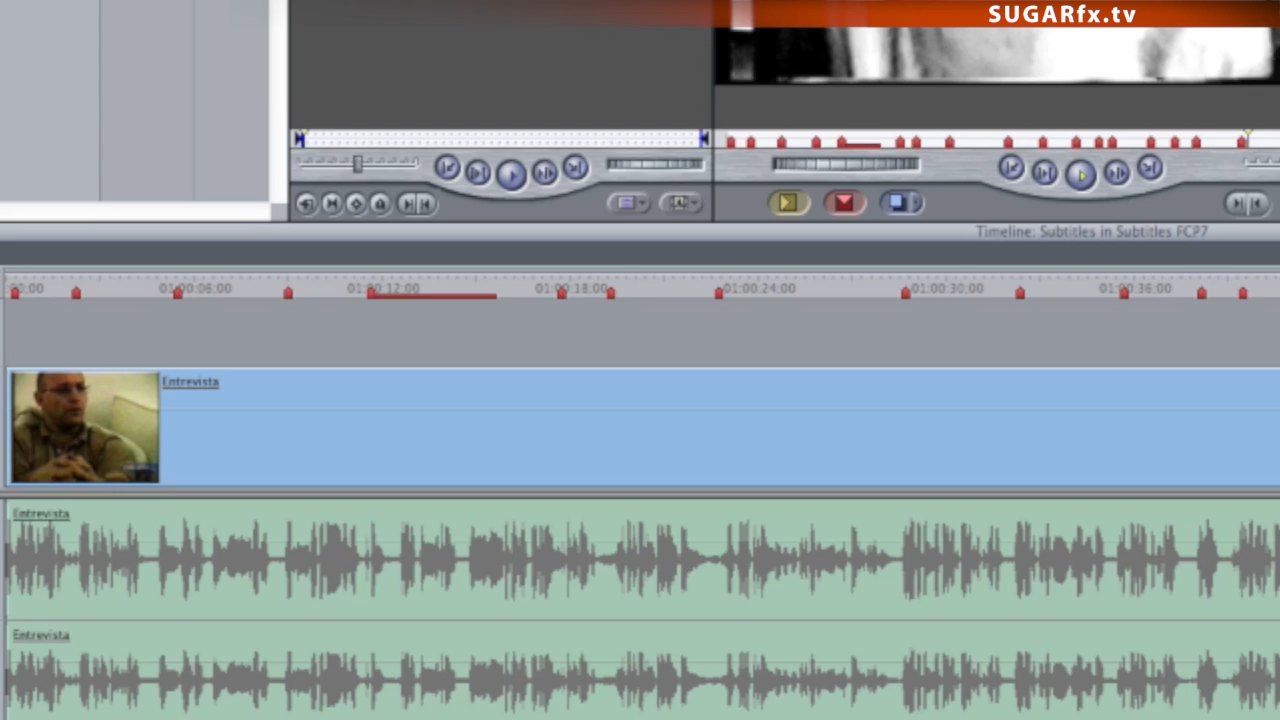 SUGARfx.tv
Timeline: Subtitles in Subtitles FCP7
00:00 01:00:06:00 01:00:12:00 01:00:18:00 01:00:24:00 01:00:30:00 01:00:36:00
Entrevista
Entrevista
Entrevista